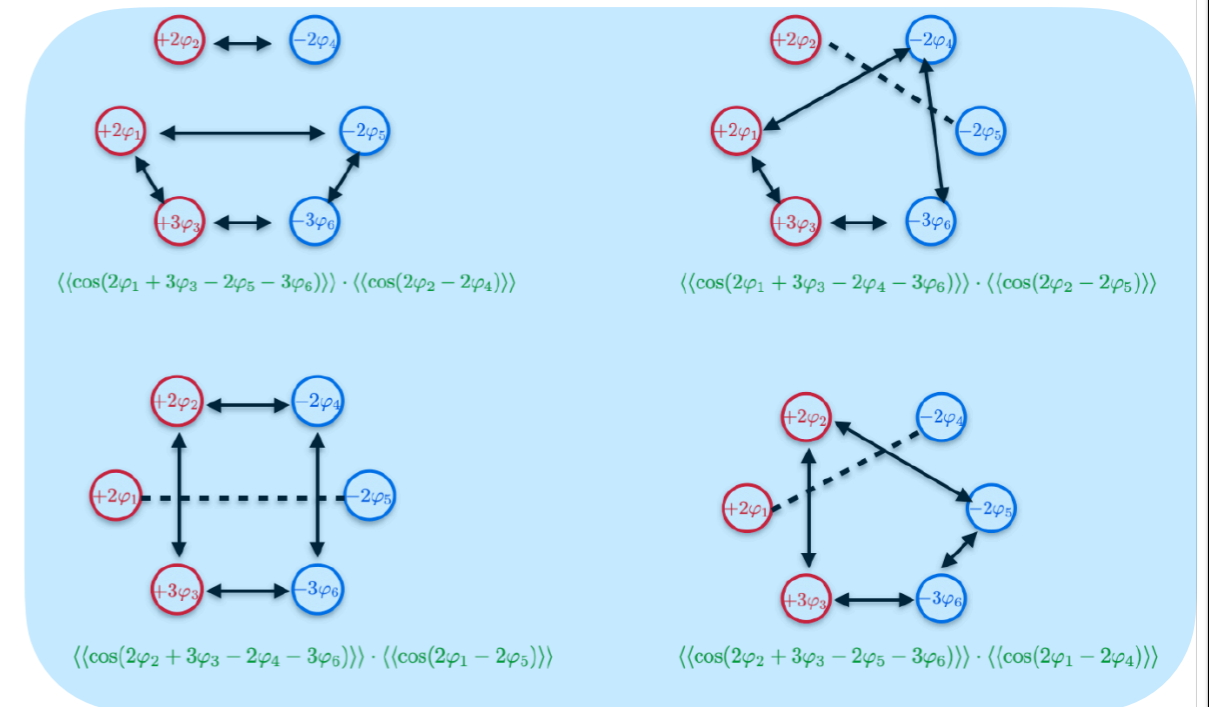 +2φ₂ −2φ₄
+2φ₁ −2φ₅
+3φ₃ −3φ₆
⟨⟨cos(2φ₁ + 3φ₃ − 2φ₅ − 3φ₆)⟩⟩ · ⟨⟨cos(2φ₂ − 2φ₄)⟩⟩
+2φ₂ −2φ₄
+2φ₁ −2φ₅
+3φ₃ −3φ₆
⟨⟨cos(2φ₁ + 3φ₃ − 2φ₄ − 3φ₆)⟩⟩ · ⟨⟨cos(2φ₂ − 2φ₅)⟩⟩
+2φ₂ −2φ₄
+2φ₁ −2φ₅
+3φ₃ −3φ₆
⟨⟨cos(2φ₂ + 3φ₃ − 2φ₄ − 3φ₆)⟩⟩ · ⟨⟨cos(2φ₁ − 2φ₅)⟩⟩
+2φ₂ −2φ₄
+2φ₁ −2φ₅
+3φ₃ −3φ₆
⟨⟨cos(2φ₂ + 3φ₃ − 2φ₅ − 3φ₆)⟩⟩ · ⟨⟨cos(2φ₁ − 2φ₄)⟩⟩